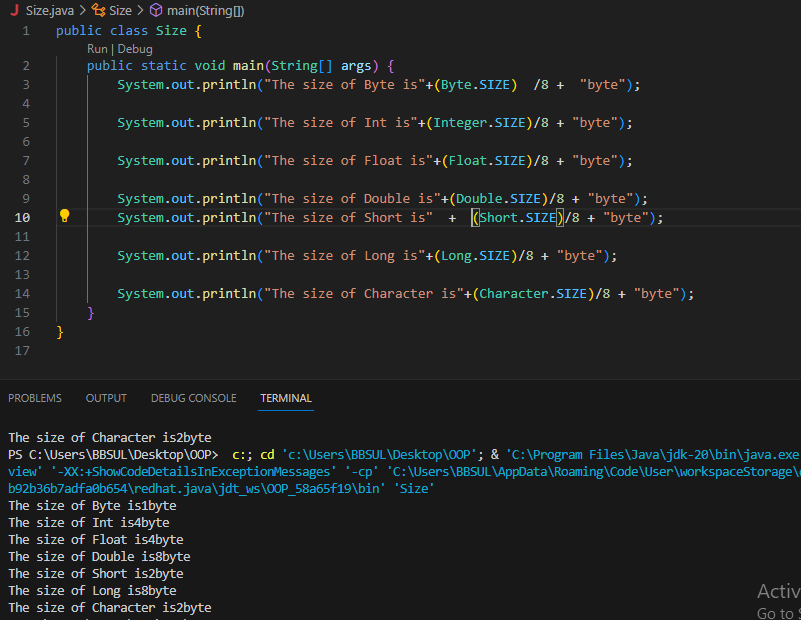 J Size.java > Size > main(String[])
1 public class Size {
Run | Debug
2 public static void main(String[] args) {
3 System.out.println("The size of Byte is"+(Byte.SIZE)  /8 +  "byte");
4
5 System.out.println("The size of Int is"+(Integer.SIZE)/8 + "byte");
6
7 System.out.println("The size of Float is"+(Float.SIZE)/8 + "byte");
8
9 System.out.println("The size of Double is"+(Double.SIZE)/8 + "byte");
10 System.out.println("The size of Short is"  +  (Short.SIZE)/8 + "byte");
11
12 System.out.println("The size of Long is"+(Long.SIZE)/8 + "byte");
13
14 System.out.println("The size of Character is"+(Character.SIZE)/8 + "byte");
15 }
16 }
17
PROBLEMS OUTPUT DEBUG CONSOLE TERMINAL
The size of Character is2byte
PS C:\Users\BBSUL\Desktop\OOP>  c:; cd 'c:\Users\BBSUL\Desktop\OOP'; & 'C:\Program Files\Java\jdk-20\bin\java.exe
view' '-XX:+ShowCodeDetailsInExceptionMessages' '-cp' 'C:\Users\BBSUL\AppData\Roaming\Code\User\workspaceStorage\
b92b36b7adfa0b654\redhat.java\jdt_ws\OOP_58a65f19\bin' 'Size'
The size of Byte is1byte
The size of Int is4byte
The size of Float is4byte
The size of Double is8byte
The size of Short is2byte
The size of Long is8byte
The size of Character is2byte
Activ
Go to S